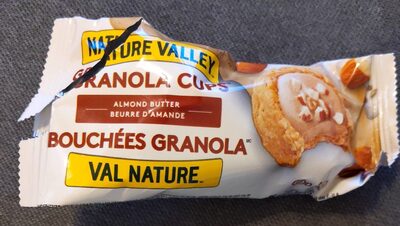 NATURE VALLEY
GRANOLA CUPS
ALMOND BUTTER
BEURRE D'AMANDE
BOUCHÉES GRANOLA
VAL NATURE